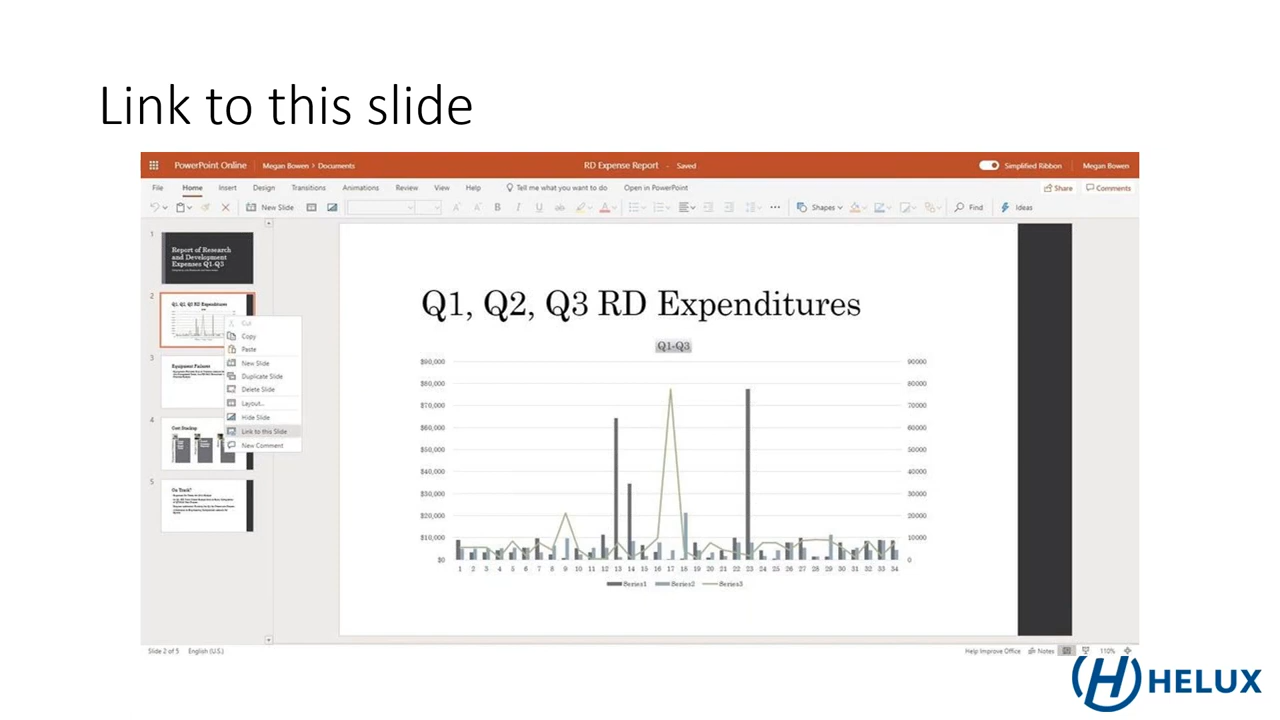 Link to this slide
PowerPoint Online Megan Bowen > Documents RD Expense Report - Saved Simplified Ribbon Megan Bowen
File Home Insert Design Transitions Animations Review View Help Tell me what you want to do Open in PowerPoint Share Comments
New Slide B I U ab A Shapes Find Ideas
1
Report of Research
and Development
Expenses Q1-Q3
2
Q1, Q2, Q3 RD Expenditures
Cut
Copy
Paste
New Slide
Duplicate Slide
Delete Slide
Layout...
Hide Slide
Link to this Slide
New Comment
3
Equipment Failures
4
Cost Tracking
5
On Track?
Q1, Q2, Q3 RD Expenditures
Q1-Q3
$90,000 90000
$80,000 80000
$70,000 70000
$60,000 60000
$50,000 50000
$40,000 40000
$30,000 30000
$20,000 20000
$10,000 10000
$0 0
1 2 3 4 5 6 7 8 9 10 11 12 13 14 15 16 17 18 19 20 21 22 23 24 25 26 27 28 29 30 31 32 33 34
Series1 Series2 Series3
Slide 2 of 5 English (U.S.) Help Improve Office Notes 110%
H HELUX